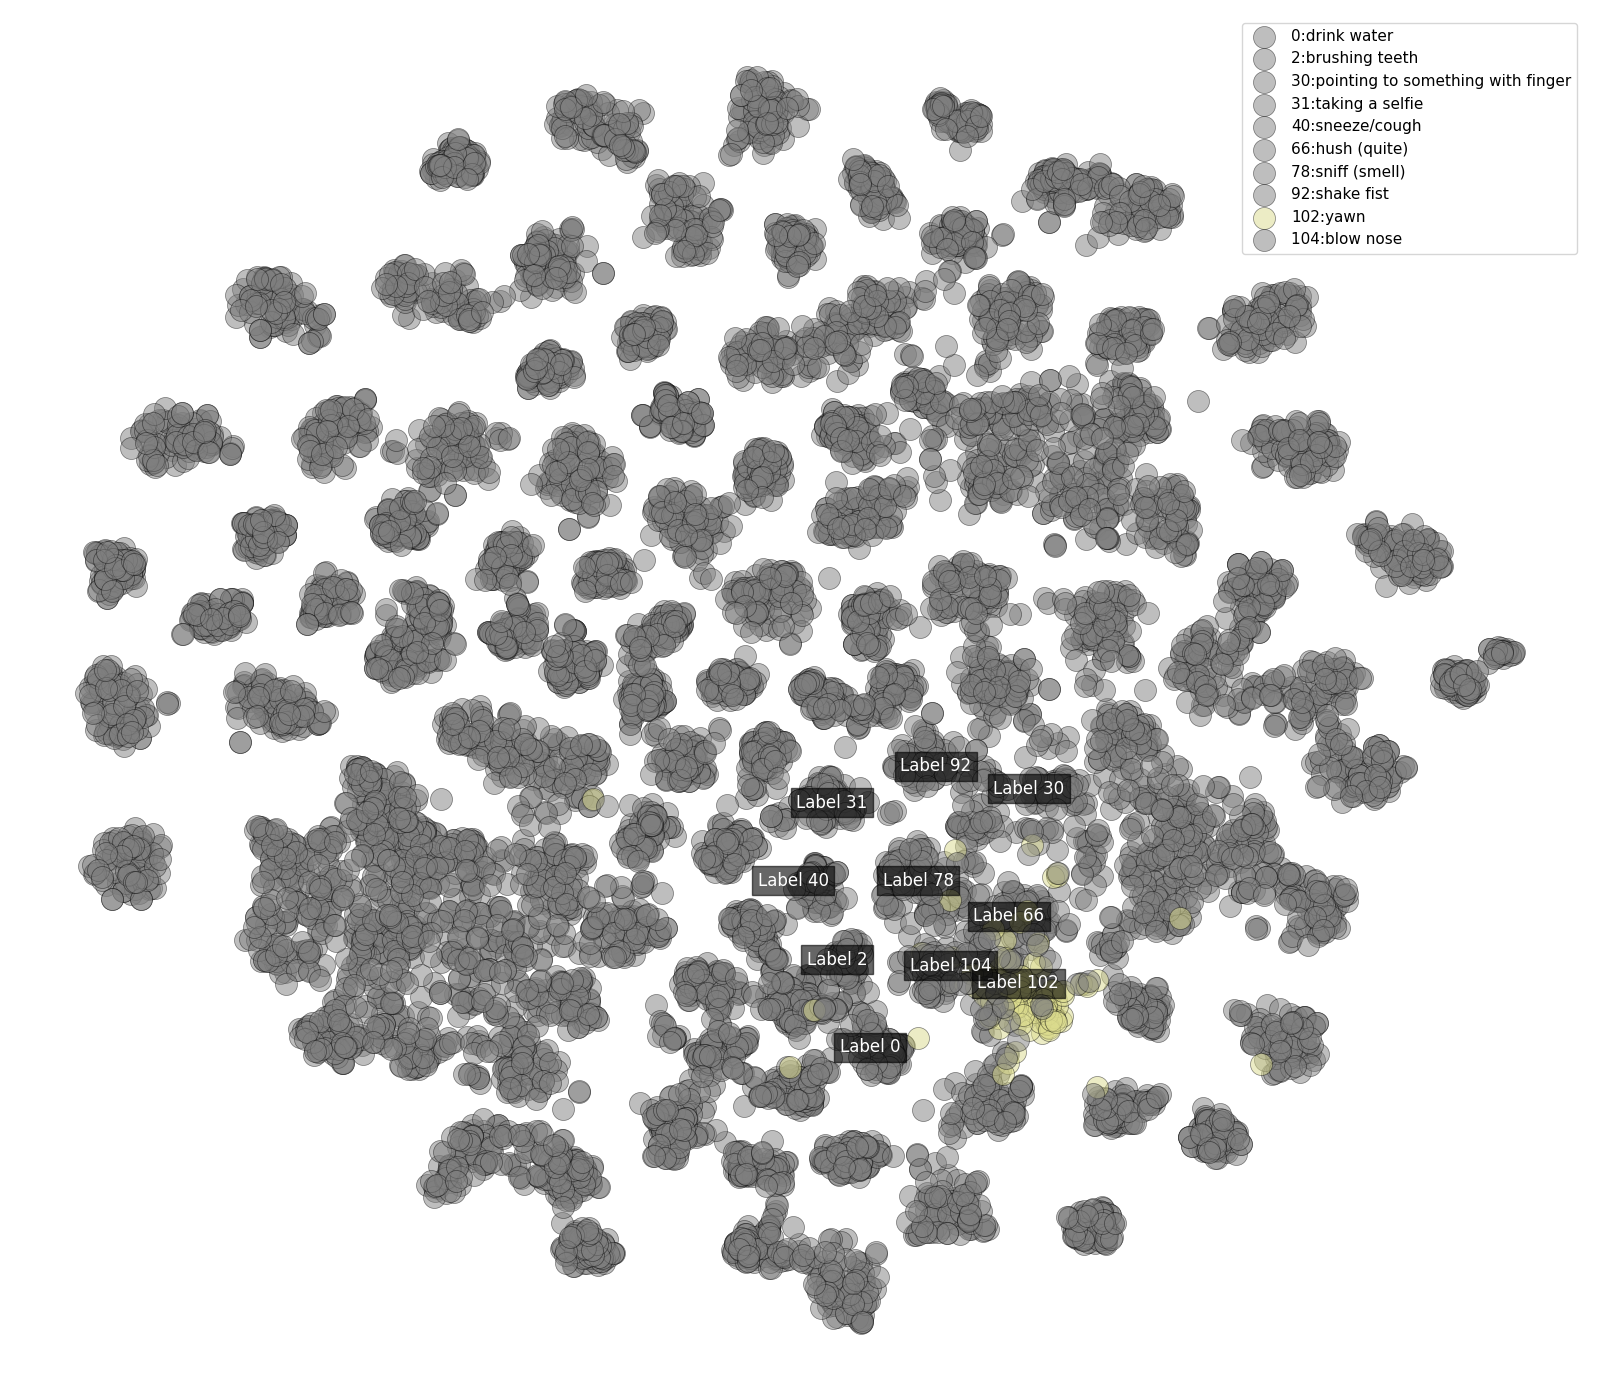 0:drink water
2:brushing teeth
30:pointing to something with finger
31:taking a selfie
40:sneeze/cough
66:hush (quite)
78:sniff (smell)
92:shake fist
102:yawn
104:blow nose
Label 92
Label 30
Label 31
Label 40
Label 78
Label 66
Label 2
Label 104
Label 102
Label 0